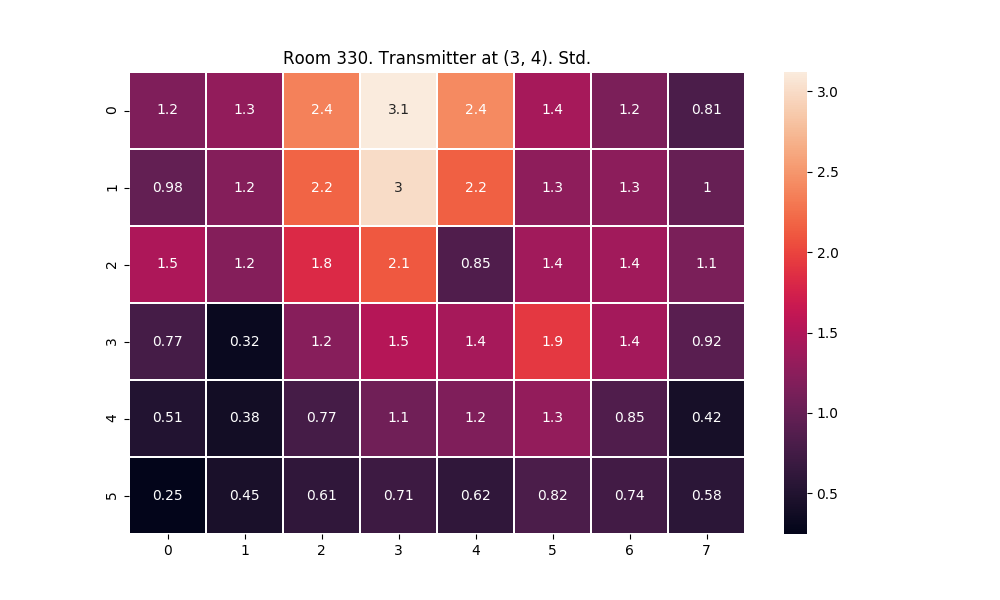 Room 330. Transmitter at (3, 4). Std.
0 1.2 1.3 2.4 3.1 2.4 1.4 1.2 0.81
1 0.98 1.2 2.2 3 2.2 1.3 1.3 1
2 1.5 1.2 1.8 2.1 0.85 1.4 1.4 1.1
3 0.77 0.32 1.2 1.5 1.4 1.9 1.4 0.92
4 0.51 0.38 0.77 1.1 1.2 1.3 0.85 0.42
5 0.25 0.45 0.61 0.71 0.62 0.82 0.74 0.58
0 1 2 3 4 5 6 7
3.0
2.5
2.0
1.5
1.0
0.5